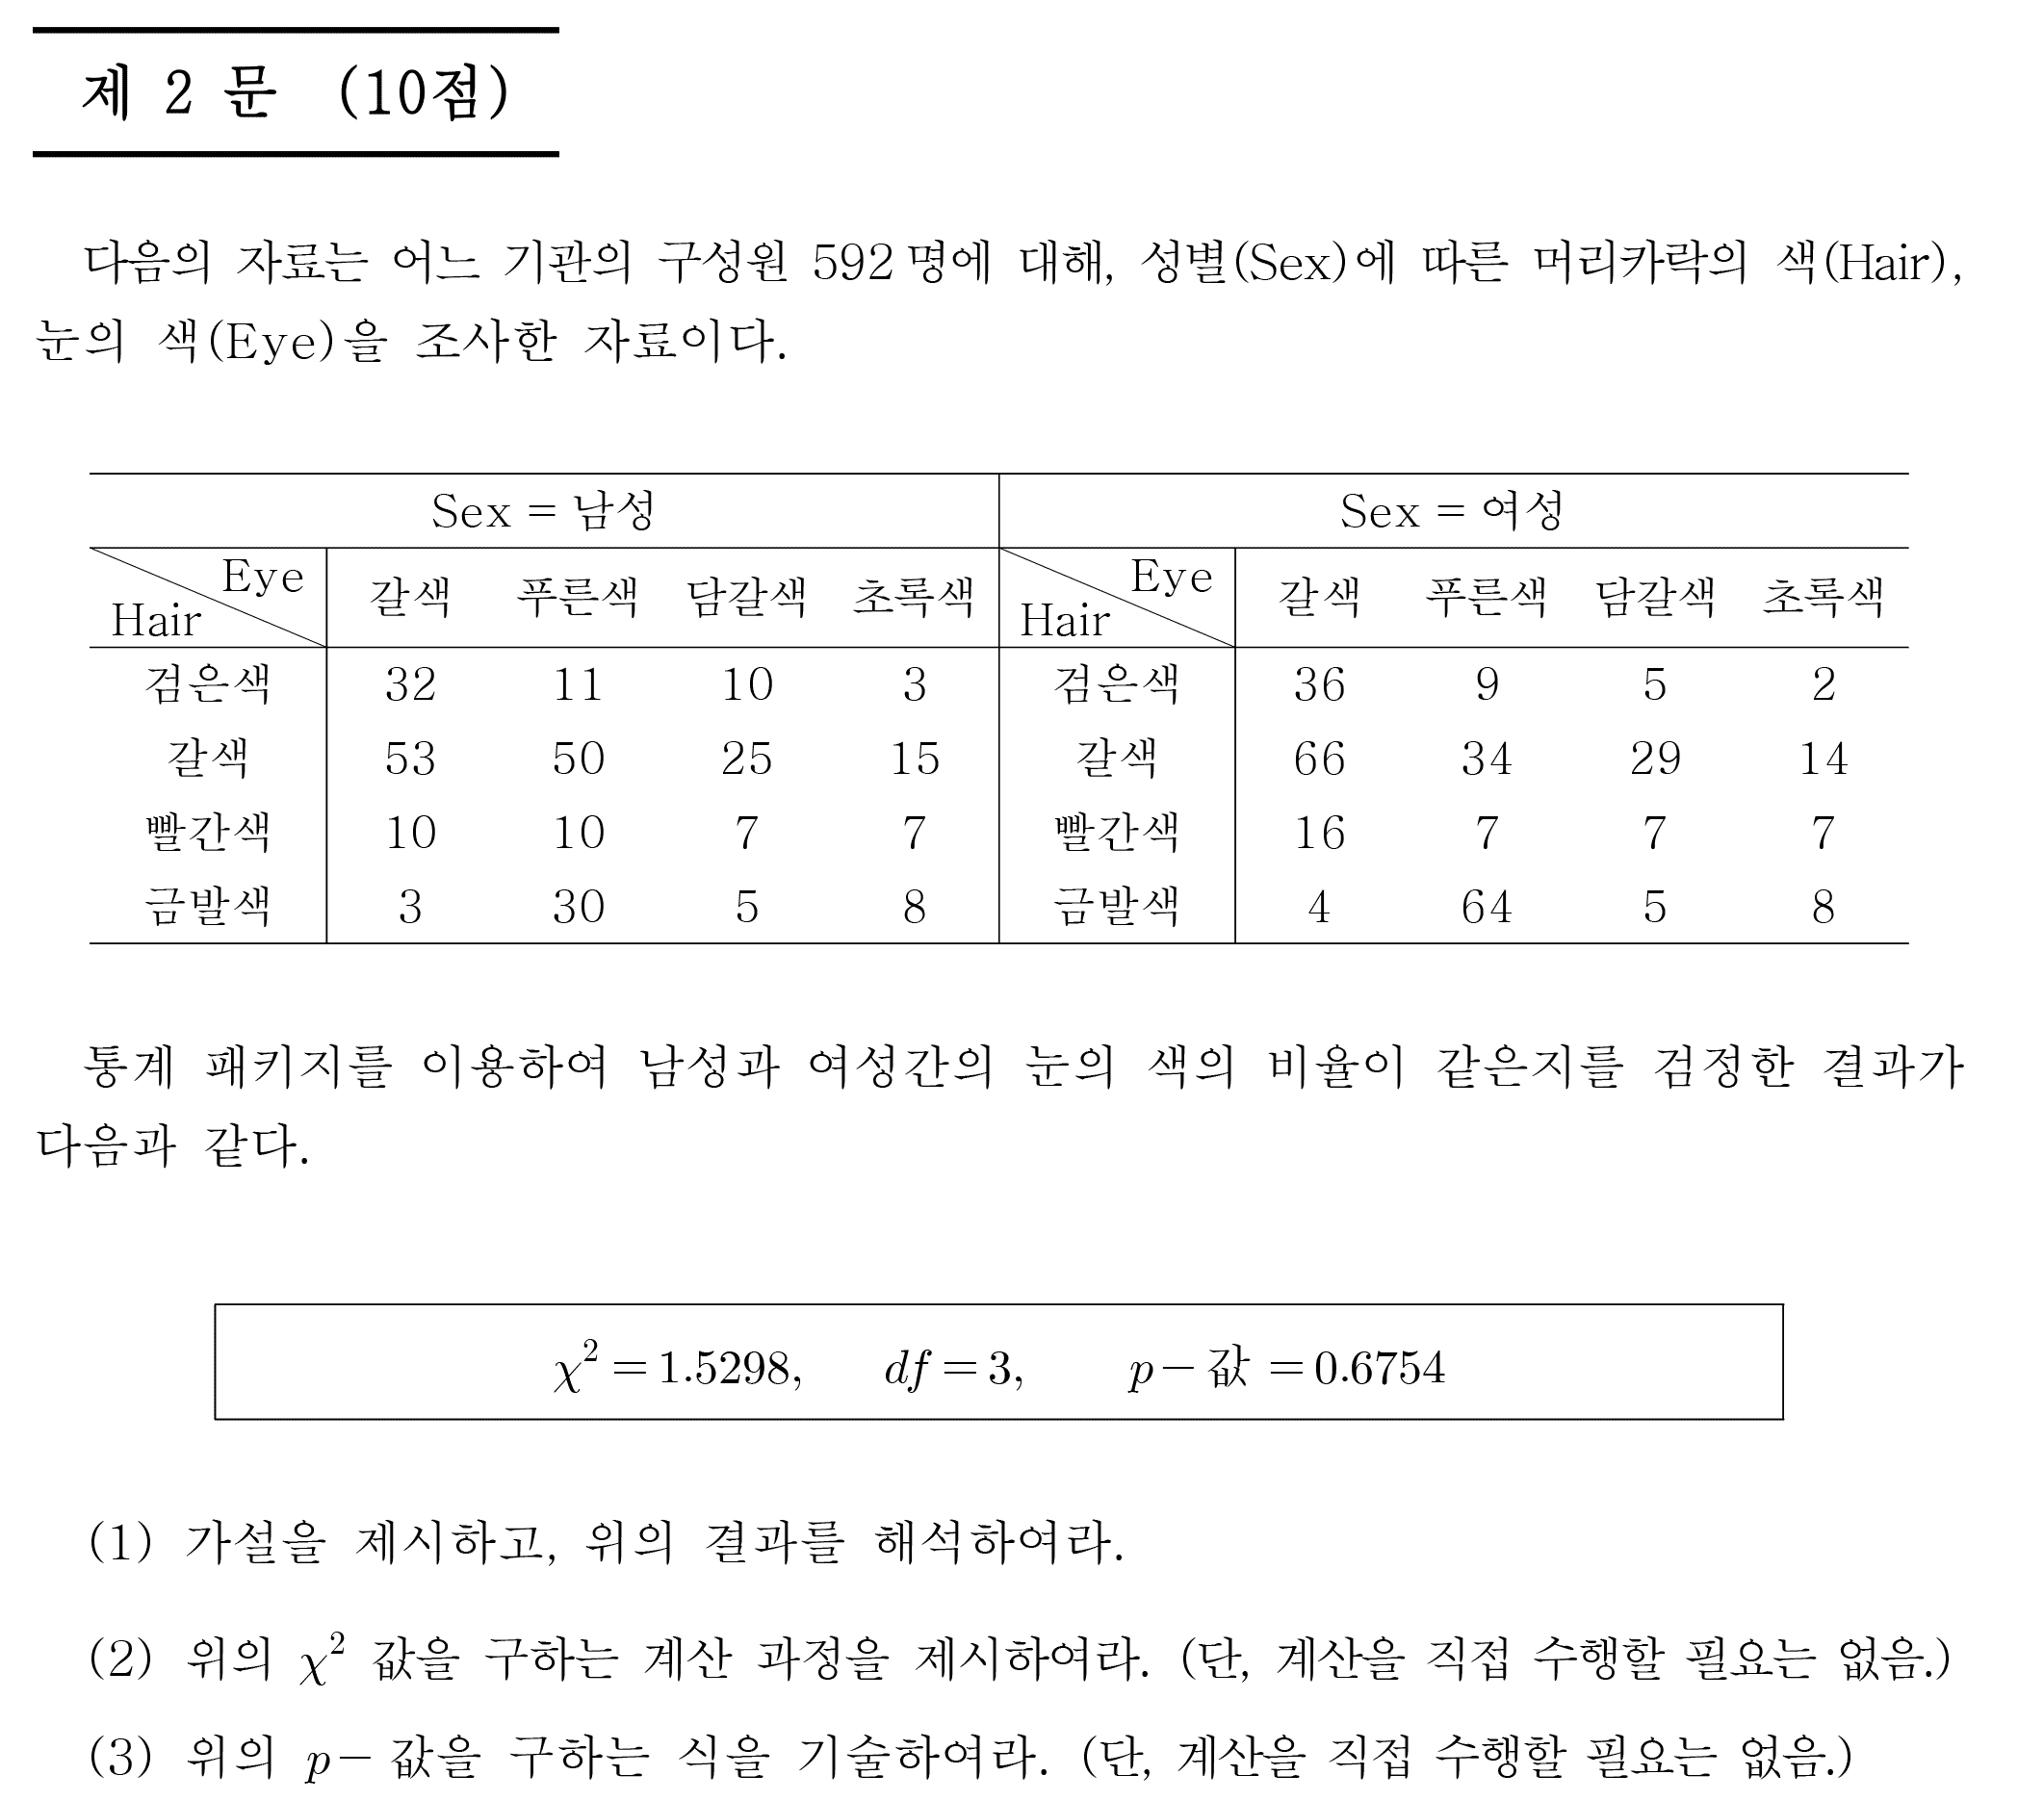 제 2 문 (10점)
다음의 자료는 어느 기관의 구성원 592명에 대해, 성별(Sex)에 따른 머리카락의 색(Hair),
눈의 색(Eye)을 조사한 자료이다.
Sex = 남성 Sex = 여성
Hair Eye 갈색 푸른색 담갈색 초록색 Hair Eye 갈색 푸른색 담갈색 초록색
검은색 32 11 10 3 검은색 36 9 5 2
갈색 53 50 25 15 갈색 66 34 29 14
빨간색 10 10 7 7 빨간색 16 7 7 7
금발색 3 30 5 8 금발색 4 64 5 8
통계 패키지를 이용하여 남성과 여성간의 눈의 색의 비율이 같은지를 검정한 결과가
다음과 같다.
χ² = 1.5298, df = 3, p-값 = 0.6754
(1) 가설을 제시하고, 위의 결과를 해석하여라.
(2) 위의 χ² 값을 구하는 계산 과정을 제시하여라. (단, 계산을 직접 수행할 필요는 없음.)
(3) 위의 p-값을 구하는 식을 기술하여라. (단, 계산을 직접 수행할 필요는 없음.)